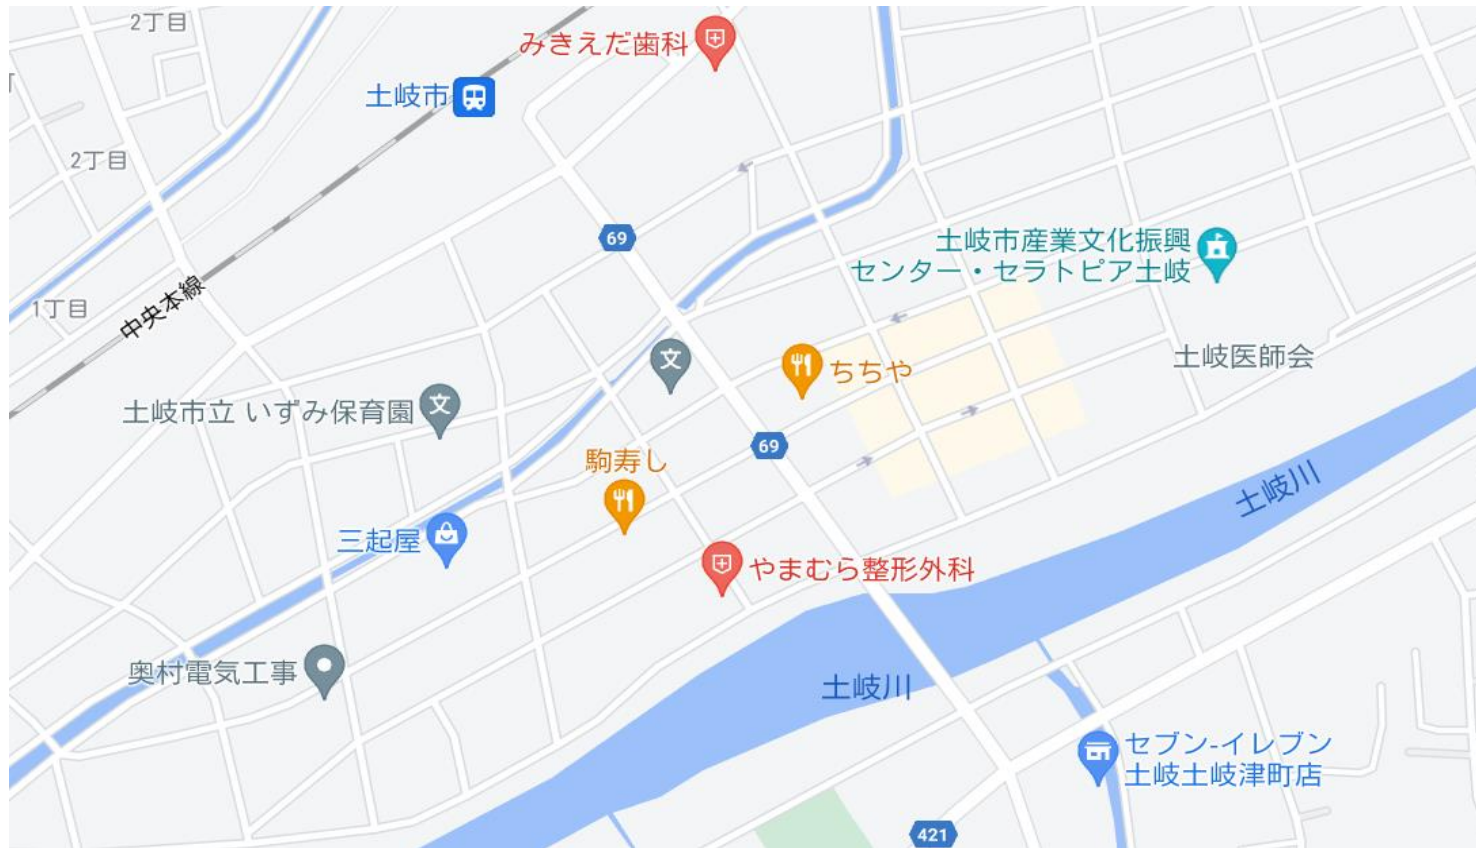 2丁目
みきえだ歯科
土岐市
2丁目
69
土岐市産業文化振興
センター・セラトピア土岐
1丁目
中央本線
文
ちちや
土岐医師会
土岐市立 いずみ保育園
文
69
駒寿し
土岐川
三起屋
やまむら整形外科
奥村電気工事
土岐川
セブン-イレブン
土岐土岐津町店
421